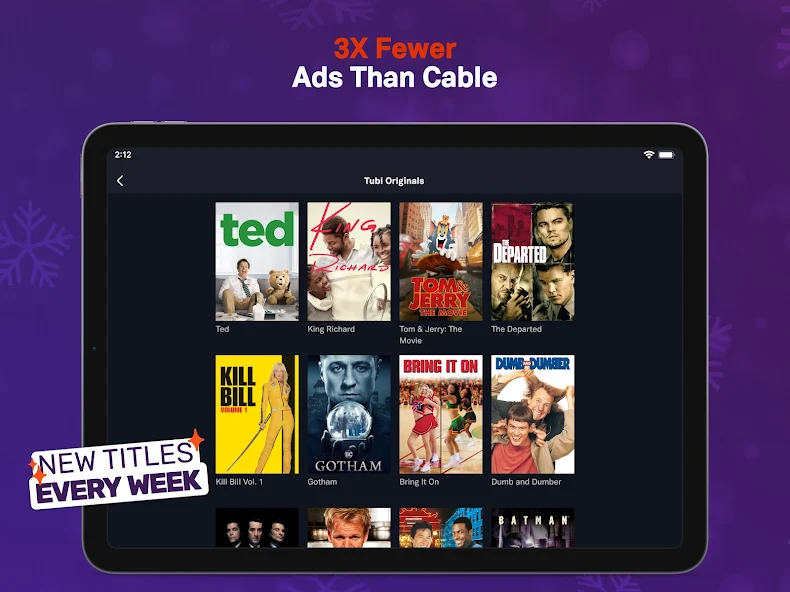 3X Fewer
Ads Than Cable
2:12
Tubi Originals
ted
KING
RICHARD
TOM &
JERRY
THE MOVIE
THE
DEPARTED
Ted
King Richard
Tom & Jerry: The
Movie
The Departed
KILL
BILL
VOLUME 1
DC
GOTHAM
BRING IT ON
DUMB AND DUMBER
Kill Bill Vol. 1
Gotham
Bring It On
Dumb and Dumber
NEW TITLES
EVERY WEEK
BATMAN